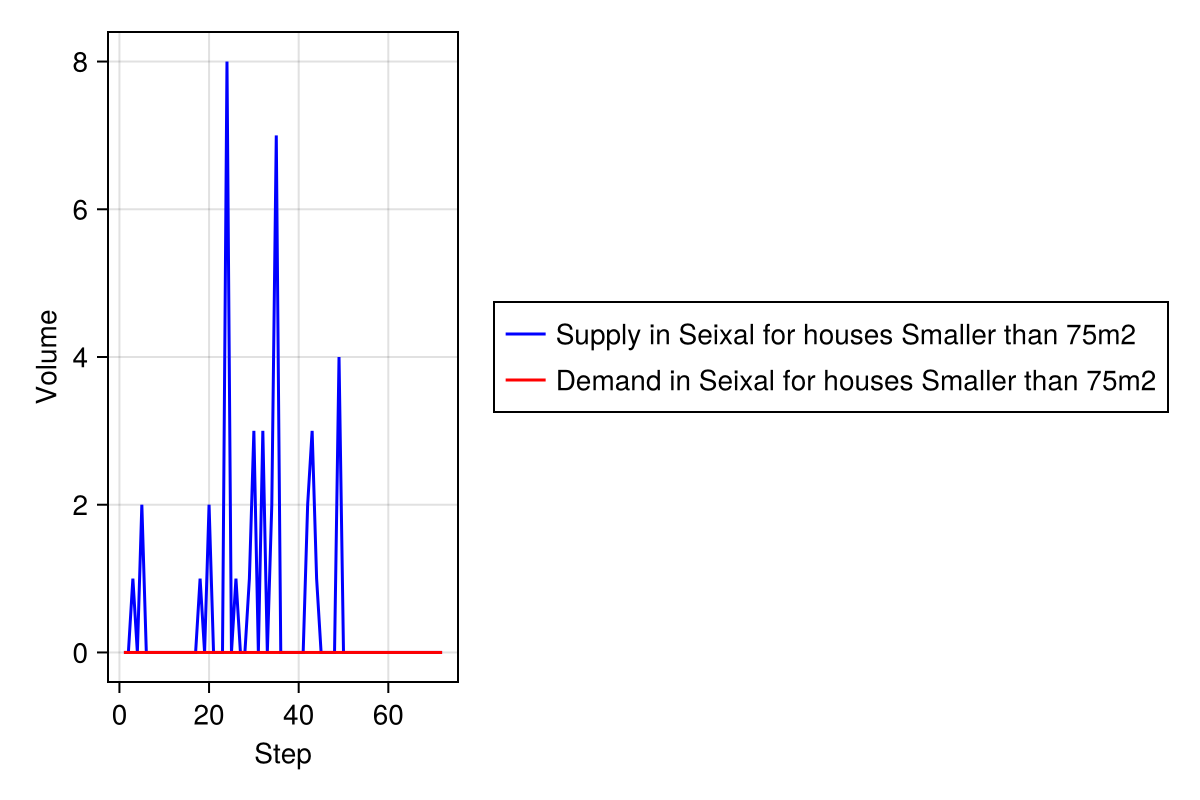 8
6
4
2
0
Volume
0 20 40 60
Step
Supply in Seixal for houses Smaller than 75m2
Demand in Seixal for houses Smaller than 75m2